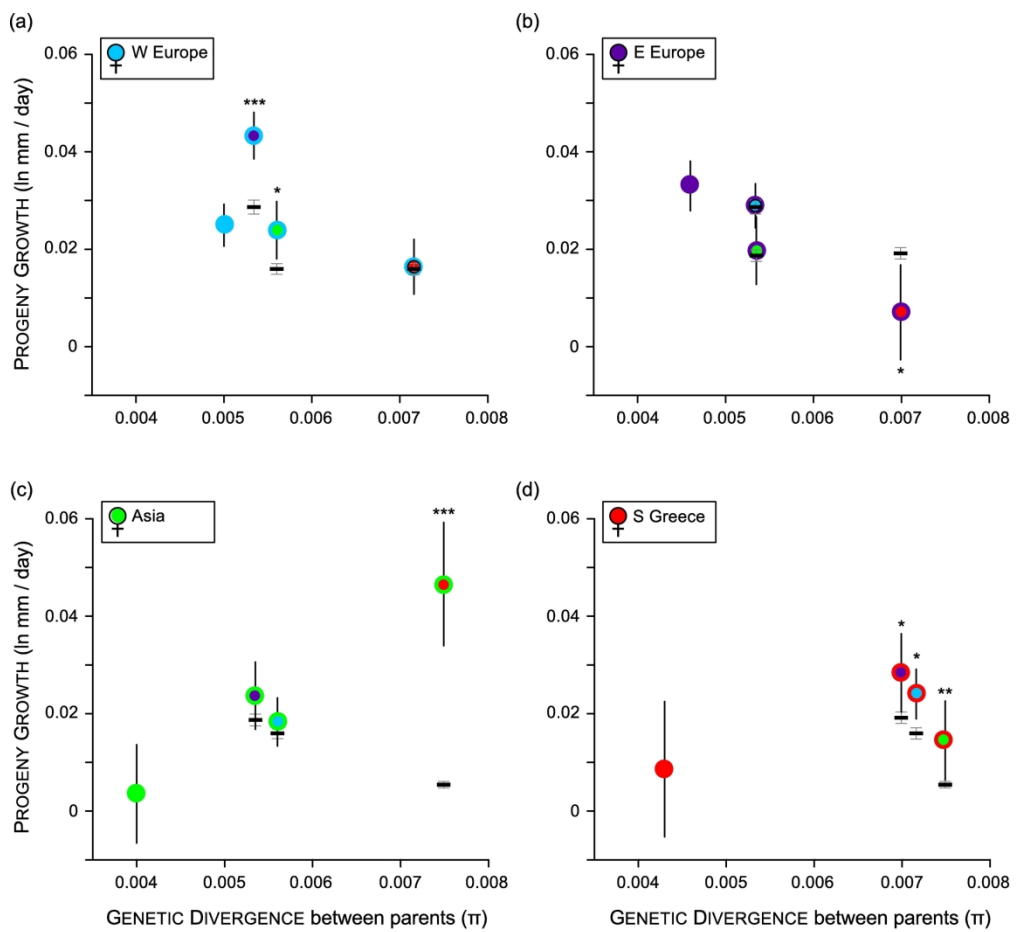 (a)
W Europe
0.06
0.04
0.02
0
PROGENY GROWTH (ln mm / day)
***
*
0.004 0.005 0.006 0.007 0.008
(b)
E Europe
0.06
0.04
0.02
0
*
0.004 0.005 0.006 0.007 0.008
(c)
Asia
0.06
0.04
0.02
0
PROGENY GROWTH (ln mm / day)
***
0.004 0.005 0.006 0.007 0.008
GENETIC DIVERGENCE between parents (π)
(d)
S Greece
0.06
0.04
0.02
0
*
*
**
0.004 0.005 0.006 0.007 0.008
GENETIC DIVERGENCE between parents (π)